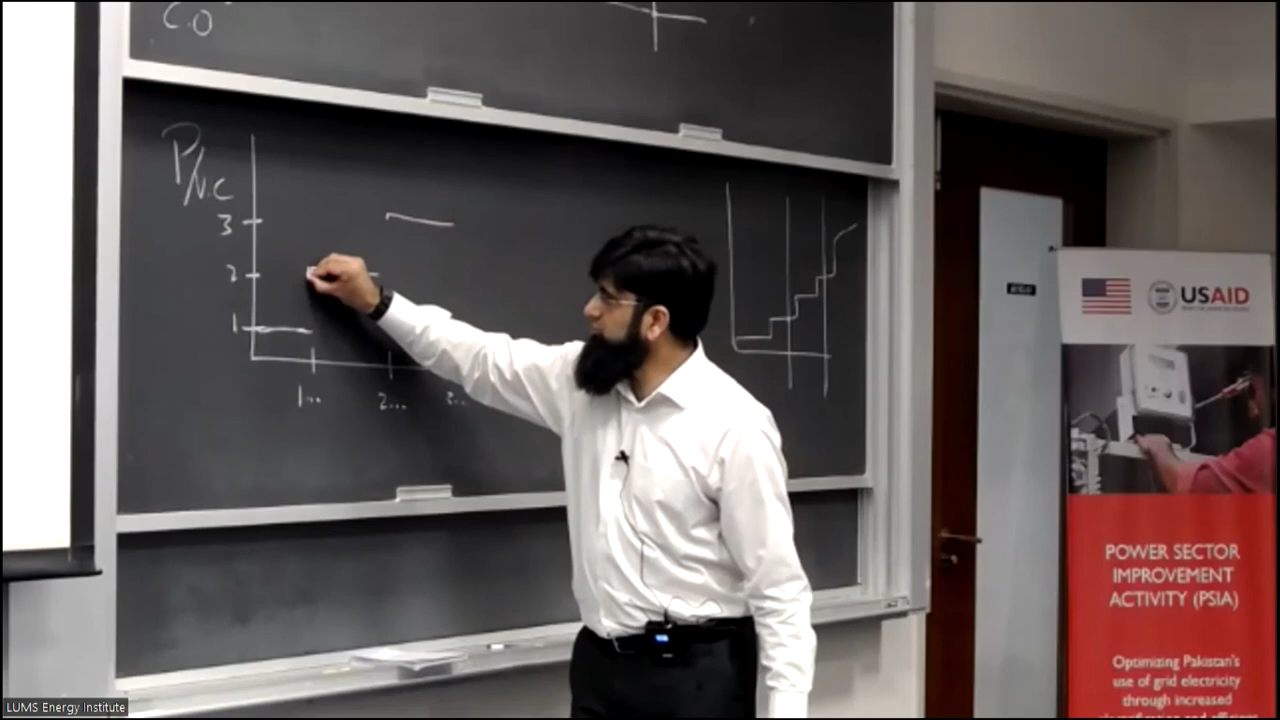 C.O
P/V.C
3
2
1
1...
2...
3...
USAID
POWER SECTOR
IMPROVEMENT
ACTIVITY (PSIA)
Optimizing Pakistan's
use of grid electricity
through increased
LUMS Energy Institute